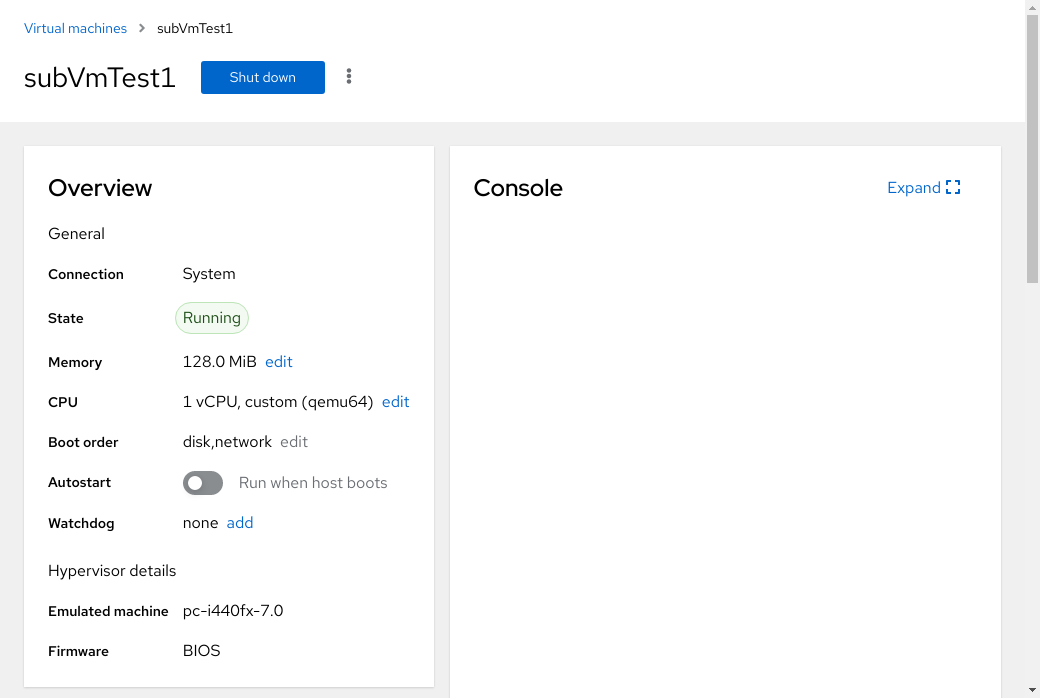 Virtual machines > subVmTest1
subVmTest1 Shut down
Overview
General
Connection System
State Running
Memory 128.0 MiB edit
CPU 1 vCPU, custom (qemu64) edit
Boot order disk,network edit
Autostart Run when host boots
Watchdog none add
Hypervisor details
Emulated machine pc-i440fx-7.0
Firmware BIOS
Console Expand